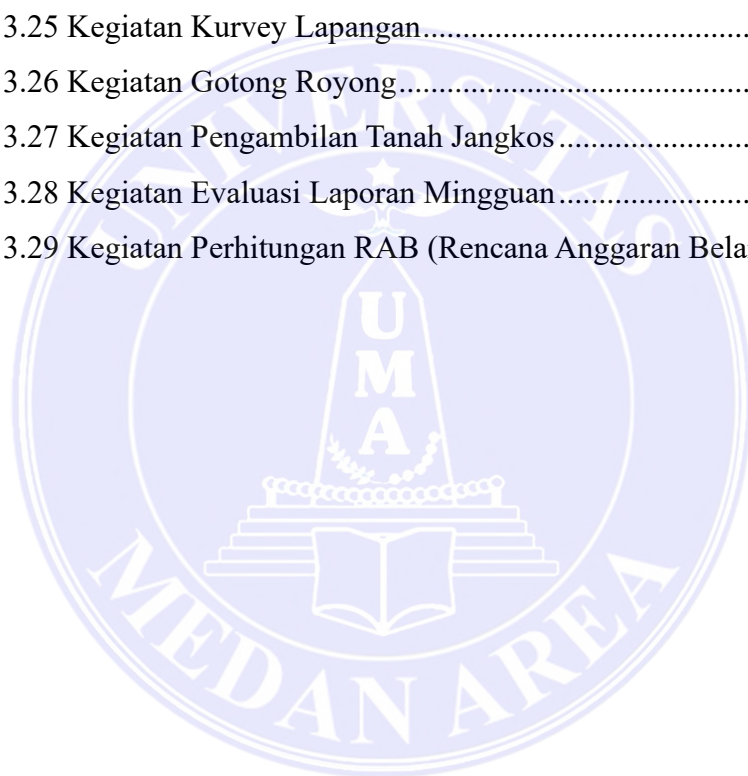 3.25 Kegiatan Kurvey Lapangan........................................
3.26 Kegiatan Gotong Royong...........................................
3.27 Kegiatan Pengambilan Tanah Jangkos........................
3.28 Kegiatan Evaluasi Laporan Mingguan........................
3.29 Kegiatan Perhitungan RAB (Rencana Anggaran
UNIVERSITAS
UMA
MEDAN AREA